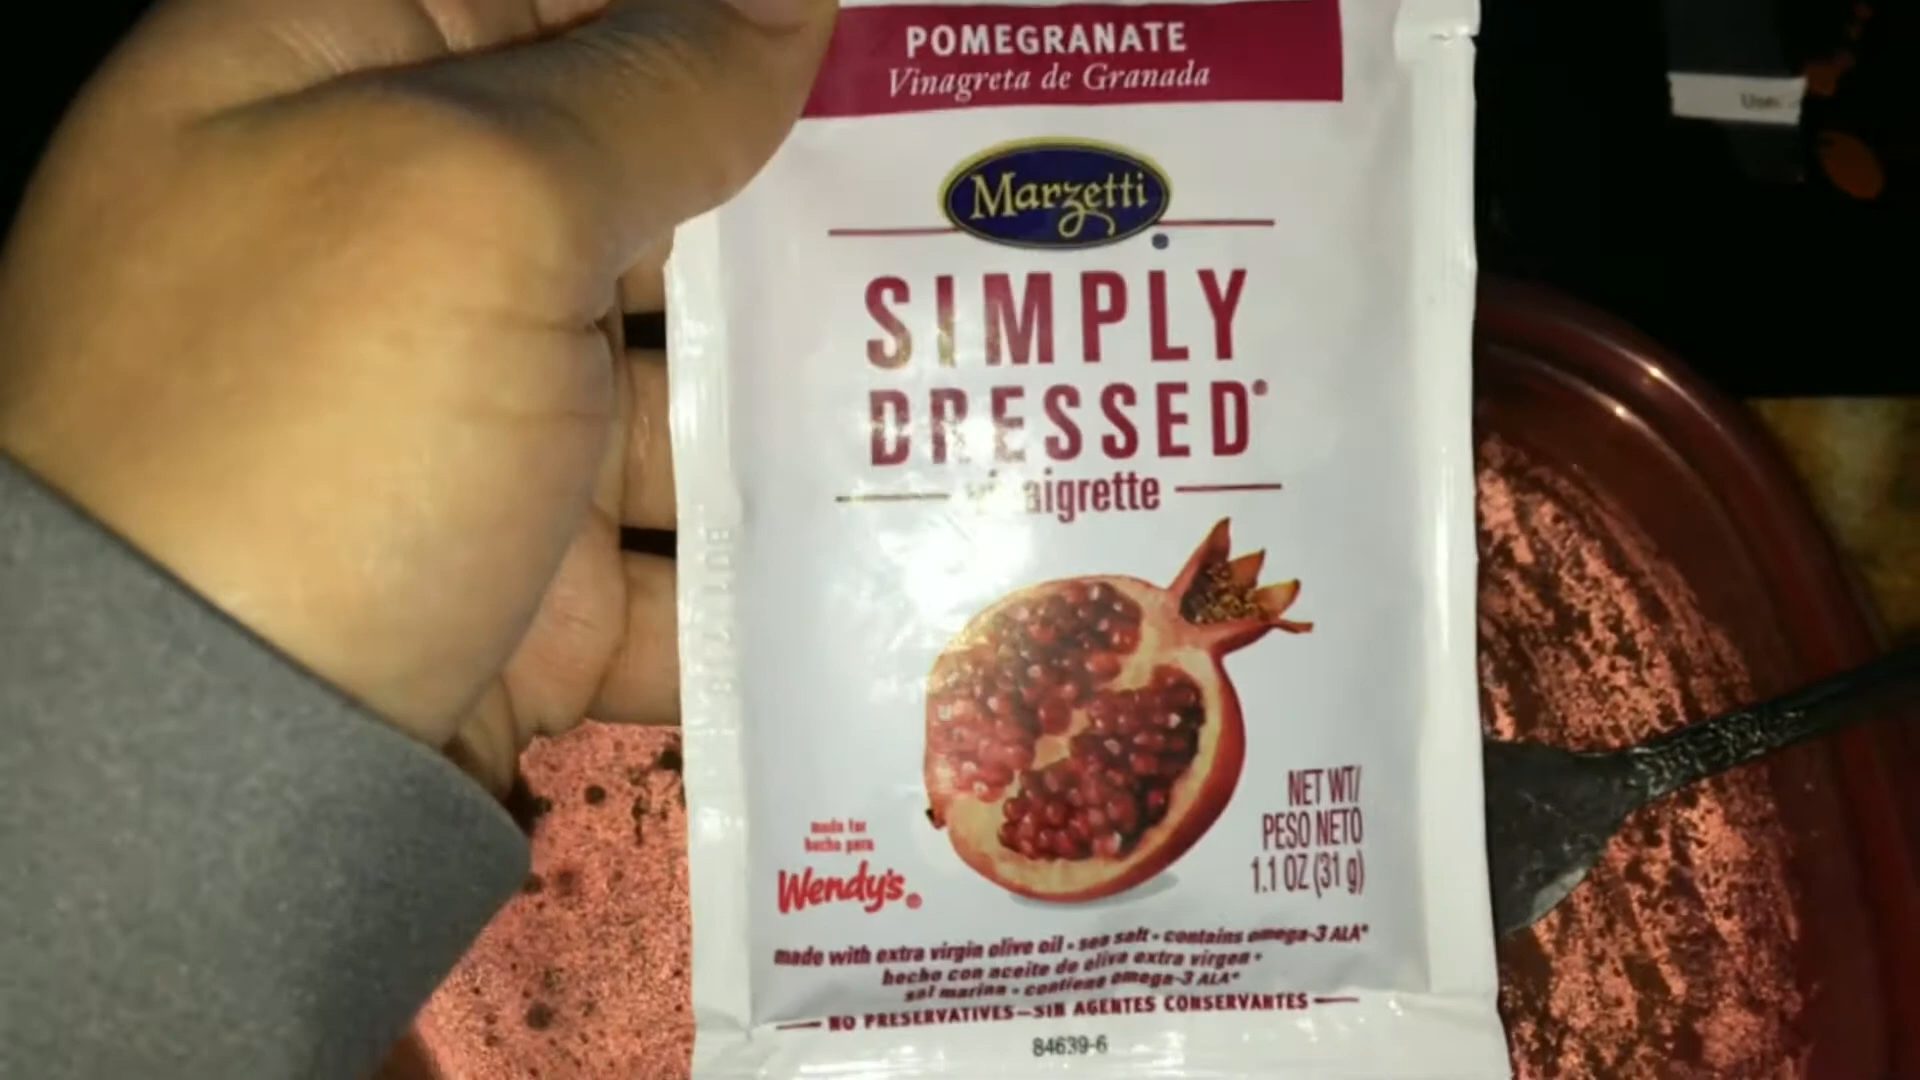 POMEGRANATE
Vinagreta de Granada
Marzetti
SIMPLY
DRESSED®
vinaigrette
NET WT/
PESO NETO
1.1 OZ (31 g)
made for
hecho para
Wendy's®
made with extra virgin olive oil • sea salt • contains omega-3 ALA*
hecho con aceite de oliva extra virgen •
sal marina • contiene omega-3 ALA*
NO PRESERVATIVES—SIN AGENTES CONSERVANTES
84639-6